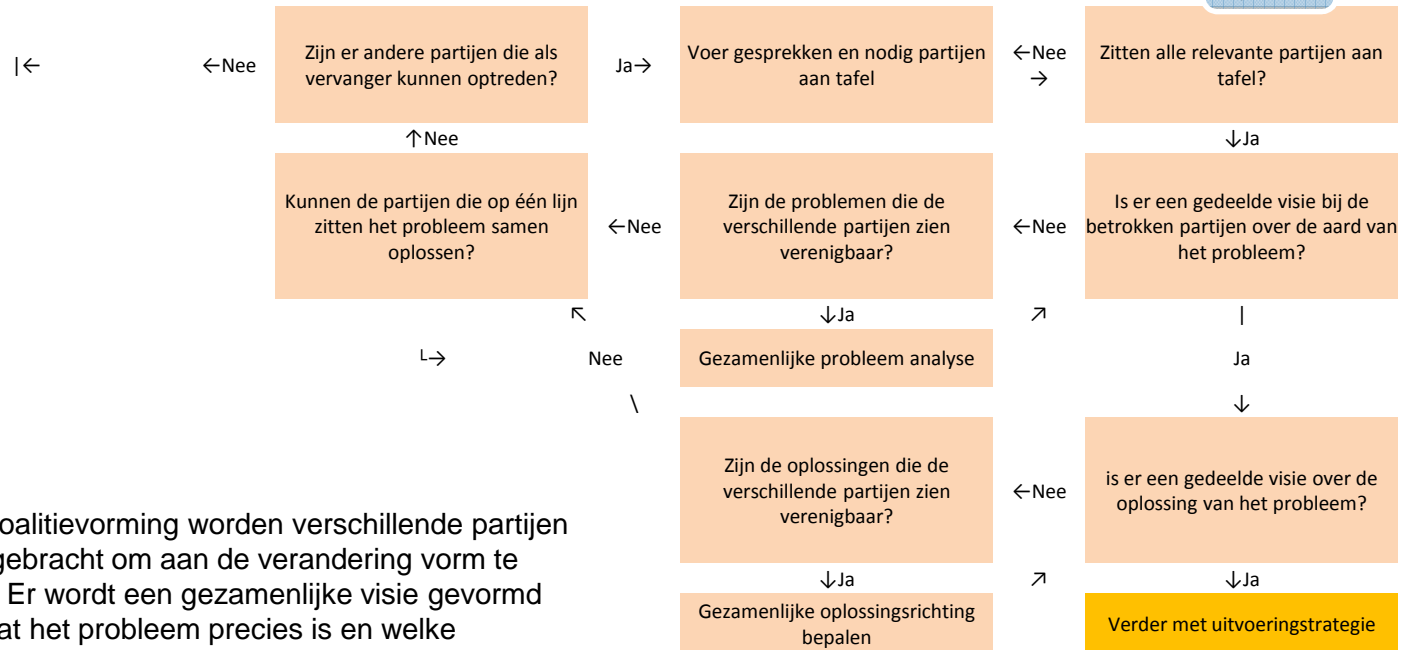 |←
←Nee
Zijn er andere partijen die als
vervanger kunnen optreden?
Ja→
Voer gesprekken en nodig partijen
aan tafel
←Nee
→
Zitten alle relevante partijen aan
tafel?
↑Nee
↓Ja
Kunnen de partijen die op één lijn
zitten het probleem samen
oplossen?
←Nee
Zijn de problemen die de
verschillende partijen zien
verenigbaar?
←Nee
Is er een gedeelde visie bij de
betrokken partijen over de aard van
het probleem?
↖
↓Ja
↗
|
└→
Nee
Gezamenlijke probleem analyse
Ja
\
↓
Zijn de oplossingen die de
verschillende partijen zien
verenigbaar?
←Nee
is er een gedeelde visie over de
oplossing van het probleem?
↓Ja
↗
↓Ja
Gezamenlijke oplossingsrichting
bepalen
Verder met uitvoeringstrategie
oalitievorming worden verschillende partijen
gebracht om aan de verandering vorm te
Er wordt een gezamenlijke visie gevormd
at het probleem precies is en welke